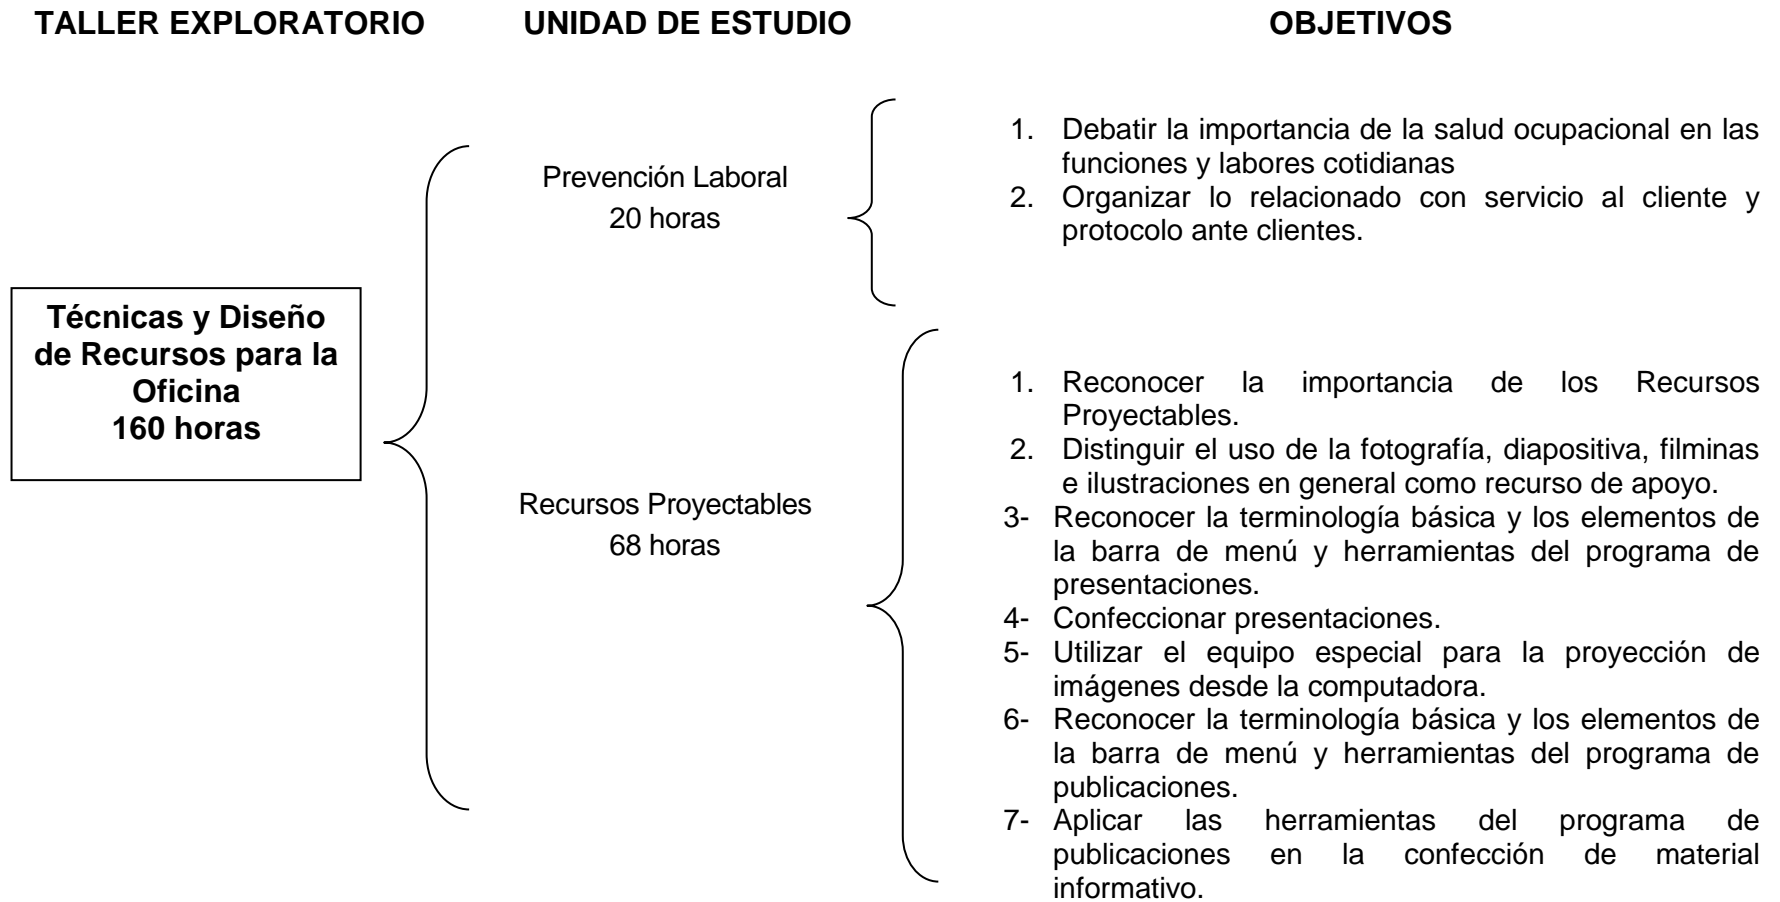 TALLER EXPLORATORIO
UNIDAD DE ESTUDIO
OBJETIVOS
Técnicas y Diseño
de Recursos para la
Oficina
160 horas
Prevención Laboral
20 horas
1. Debatir la importancia de la salud ocupacional en las
funciones y labores cotidianas
2. Organizar lo relacionado con servicio al cliente y
protocolo ante clientes.
Recursos Proyectables
68 horas
1. Reconocer la importancia de los Recursos
Proyectables.
2. Distinguir el uso de la fotografía, diapositiva, filminas
e ilustraciones en general como recurso de apoyo.
3- Reconocer la terminología básica y los elementos de
la barra de menú y herramientas del programa de
presentaciones.
4- Confeccionar presentaciones.
5- Utilizar el equipo especial para la proyección de
imágenes desde la computadora.
6- Reconocer la terminología básica y los elementos de
la barra de menú y herramientas del programa de
publicaciones.
7- Aplicar las herramientas del programa de
publicaciones en la confección de material
informativo.